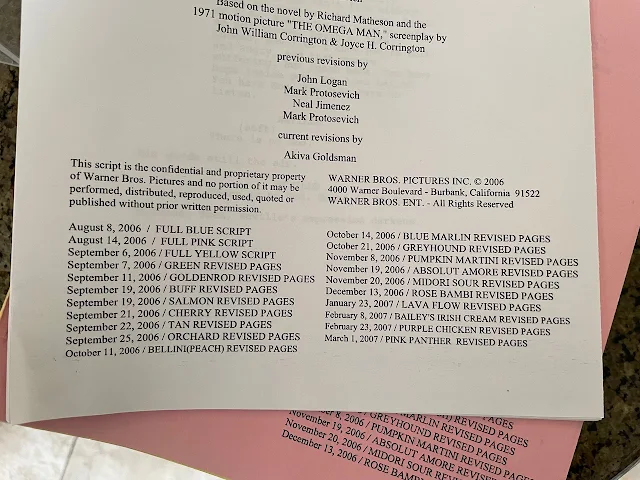 Based on the novel by Richard Matheson and the
1971 motion picture "THE OMEGA MAN," screenplay by
John William Corrington & Joyce H. Corrington
previous revisions by
John Logan
Mark Protosevich
Neal Jimenez
Mark Protosevich
current revisions by
Akiva Goldsman
This script is the confidential and proprietary property
of Warner Bros. Pictures and no portion of it may be
performed, distributed, reproduced, used, quoted or
published without prior written permission.
WARNER BROS. PICTURES INC. © 2006
4000 Warner Boulevard - Burbank, California 91522
WARNER BROS. ENT. - All Rights Reserved
August 8, 2006 / FULL BLUE SCRIPT
August 14, 2006 / FULL PINK SCRIPT
September 6, 2006 / FULL YELLOW SCRIPT
September 7, 2006 / GREEN REVISED PAGES
September 11, 2006 / GOLDENROD REVISED PAGES
September 19, 2006 / BUFF REVISED PAGES
September 19, 2006 / SALMON REVISED PAGES
September 21, 2006 / CHERRY REVISED PAGES
September 22, 2006 / TAN REVISED PAGES
September 25, 2006 / ORCHARD REVISED PAGES
October 11, 2006 / BELLINI(PEACH) REVISED PAGES
October 14, 2006 / BLUE MARLIN REVISED PAGES
October 21, 2006 / GREYHOUND REVISED PAGES
November 8, 2006 / PUMPKIN MARTINI REVISED PAGES
November 19, 2006 / ABSOLUT AMORE REVISED PAGES
November 20, 2006 / MIDORI SOUR REVISED PAGES
December 13, 2006 / ROSE BAMBI REVISED PAGES
January 23, 2007 / LAVA FLOW REVISED PAGES
February 8, 2007 / BAILEY'S IRISH CREAM REVISED PAGES
February 23, 2007 / PURPLE CHICKEN REVISED PAGES
March 1, 2007 / PINK PANTHER REVISED PAGES
MARLIN REVISED PAGES
GREYHOUND REVISED PAGES
8, 2006 / PUMPKIN MARTINI REVISED PAGES
November 19, 2006 / ABSOLUT AMORE REVISED
November 20, 2006 / MIDORI SOUR REVISED
December 13, 2006 / ROSE